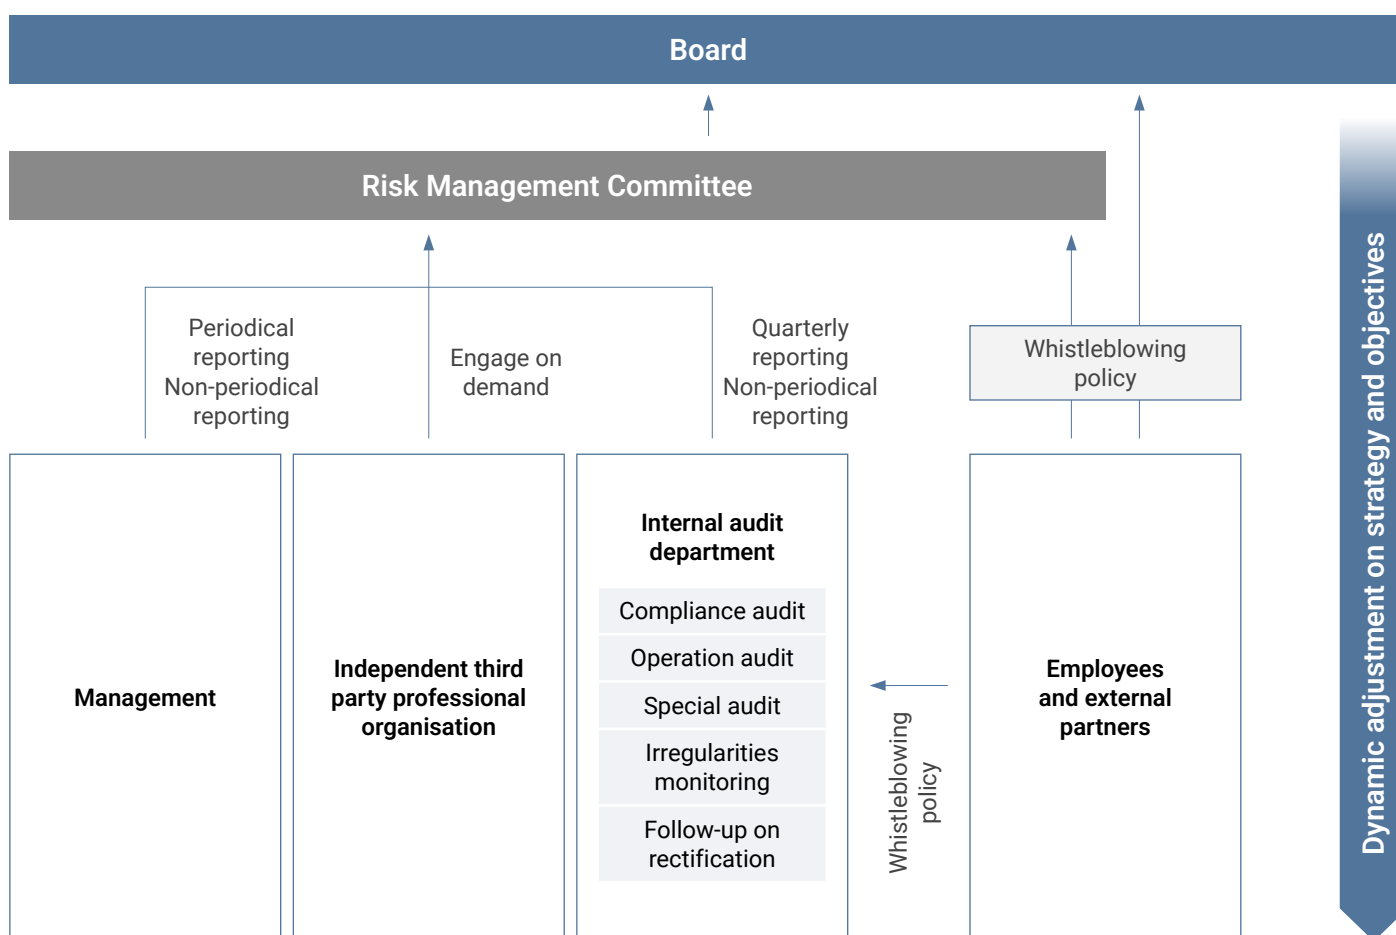 Board
Risk Management Committee
Periodical
reporting
Non-periodical
reporting
Engage on
demand
Quarterly
reporting
Non-periodical
reporting
Whistleblowing
policy
Management
Independent third
party professional
organisation
Internal audit
department
Compliance audit
Operation audit
Special audit
Irregularities
monitoring
Follow-up on
rectification
Whistleblowing
policy
Employees
and external
partners
Dynamic adjustment on strategy and objectives